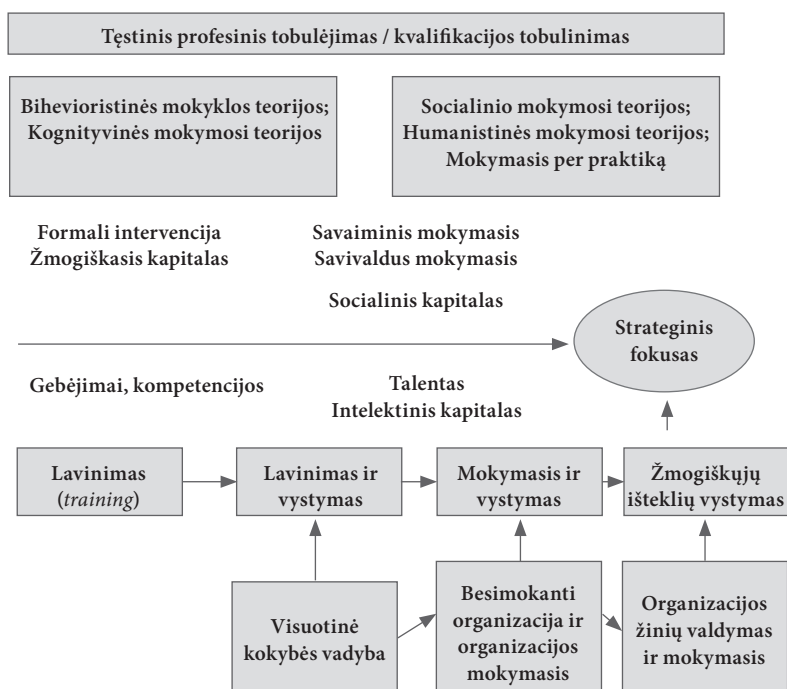 Tęstinis profesinis tobulėjimas / kvalifikacijos tobulinimas
Bihevioristinės mokyklos teorijos;
Kognityvinės mokymosi teorijos
Socialinio mokymosi teorijos;
Humanistinės mokymosi teorijos;
Mokymasis per praktiką
Formali intervencija
Žmogiškasis kapitalas
Savaiminis mokymasis
Savivaldus mokymasis
Socialinis kapitalas
Strateginis
fokusas
Gebėjimai, kompetencijos
Talentas
Intelektinis kapitalas
Lavinimas
(training)
Lavinimas ir
vystymas
Mokymasis ir
vystymas
Žmogiškųjų
išteklių vystymas
Visuotinė
kokybės vadyba
Besimokanti
organizacija ir
organizacijos
mokymasis
Organizacijos
žinių valdymas
ir mokymasis